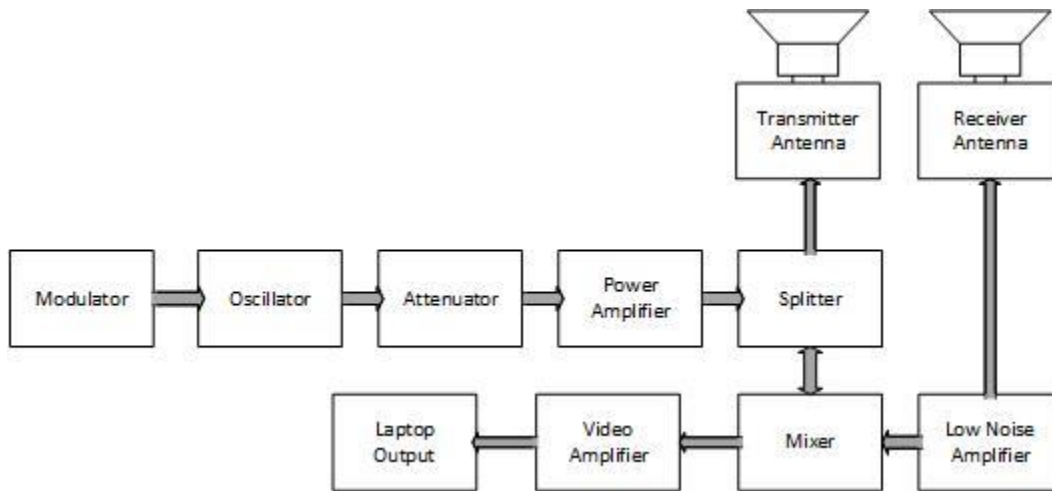 Transmitter
Antenna
Receiver
Antenna
Modulator
Oscillator
Attenuator
Power
Amplifier
Splitter
Laptop
Output
Video
Amplifier
Mixer
Low Noise
Amplifier